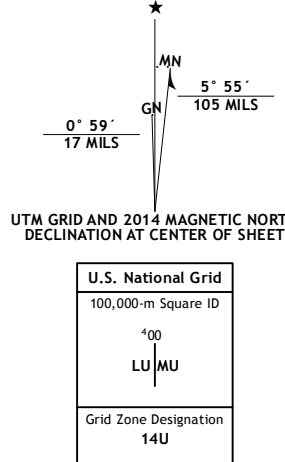 ★
MN
GN
5° 55´
105 MILS
0° 59´
17 MILS
UTM GRID AND 2014 MAGNETIC NORT
DECLINATION AT CENTER OF SHEET
U.S. National Grid
100,000-m Square ID
⁴00
LU MU
Grid Zone Designation
14U